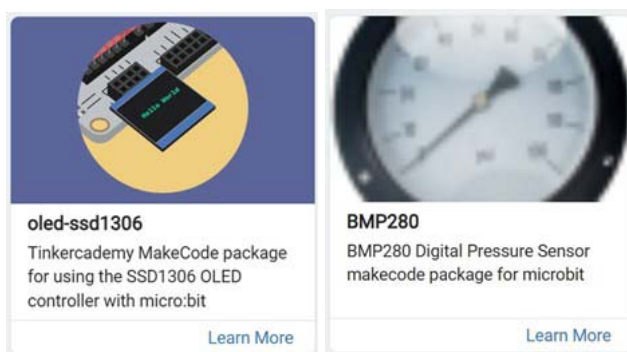 Hello World
oled-ssd1306
Tinkercademy MakeCode package
for using the SSD1306 OLED
controller with micro:bit
Learn More
BMP280
BMP280 Digital Pressure Sensor
makecode package for microbit
Learn More